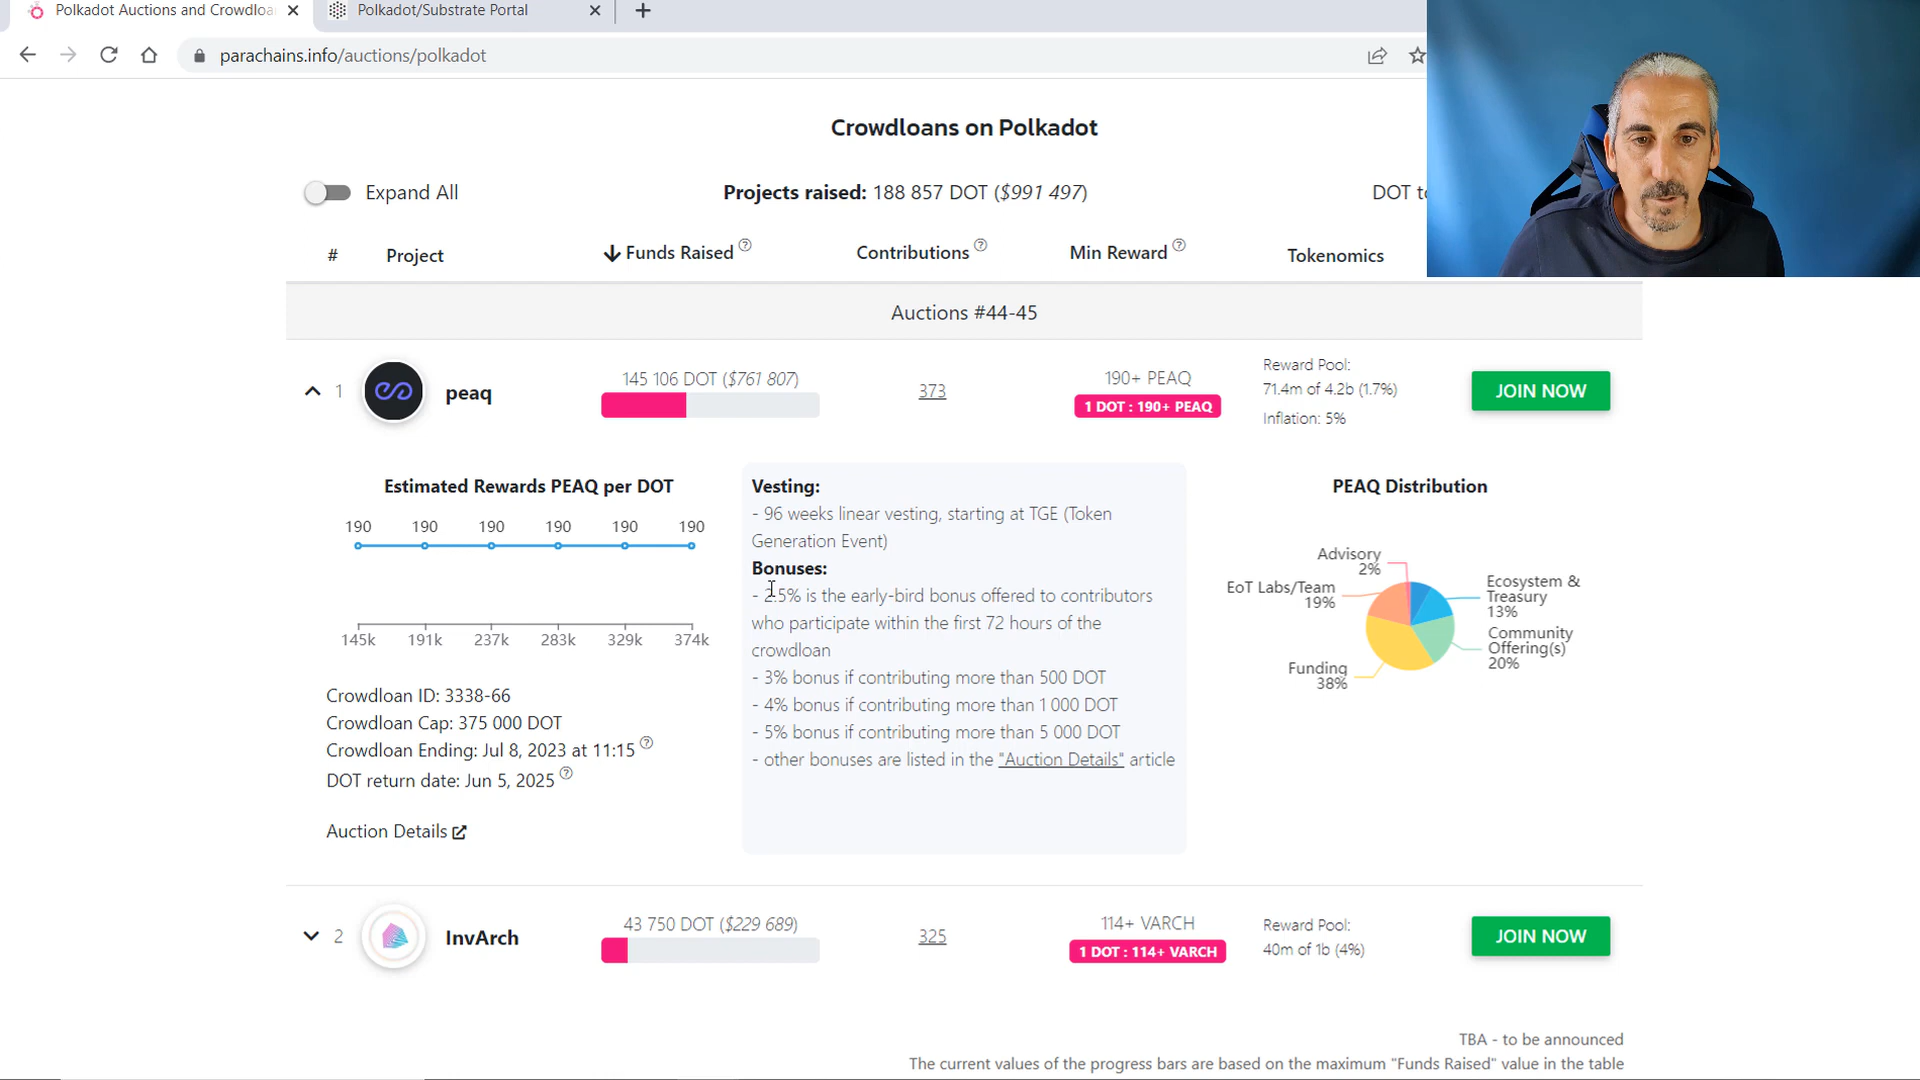 Polkadot Auctions and Crowdloa
Polkadot/Substrate Portal
parachains.info/auctions/polkadot
Crowdloans on Polkadot
Expand All
Projects raised: 188 857 DOT ($991 497)
DOT to
#
Project
Funds Raised
Contributions
Min Reward
Tokenomics
Auctions #44-45
1
peaq
145 106 DOT ($761 807)
373
190+ PEAQ
1 DOT : 190+ PEAQ
Reward Pool:
71.4m of 4.2b (1.7%)
Inflation: 5%
JOIN NOW
Estimated Rewards PEAQ per DOT
190 190 190 190 190 190
145k 191k 237k 283k 329k 374k
Crowdloan ID: 3338-66
Crowdloan Cap: 375 000 DOT
Crowdloan Ending: Jul 8, 2023 at 11:15
DOT return date: Jun 5, 2025
Auction Details
Vesting:
- 96 weeks linear vesting, starting at TGE (Token
Generation Event)
Bonuses:
- 2.5% is the early-bird bonus offered to contributors
who participate within the first 72 hours of the
crowdloan
- 3% bonus if contributing more than 500 DOT
- 4% bonus if contributing more than 1 000 DOT
- 5% bonus if contributing more than 5 000 DOT
- other bonuses are listed in the "Auction Details" article
PEAQ Distribution
Advisory
2%
EoT Labs/Team
19%
Funding
38%
Ecosystem &
Treasury
13%
Community
Offering(s)
20%
2
InvArch
43 750 DOT ($229 689)
325
114+ VARCH
1 DOT : 114+ VARCH
Reward Pool:
40m of 1b (4%)
JOIN NOW
TBA - to be announced
The current values of the progress bars are based on the maximum "Funds Raised" value in the table